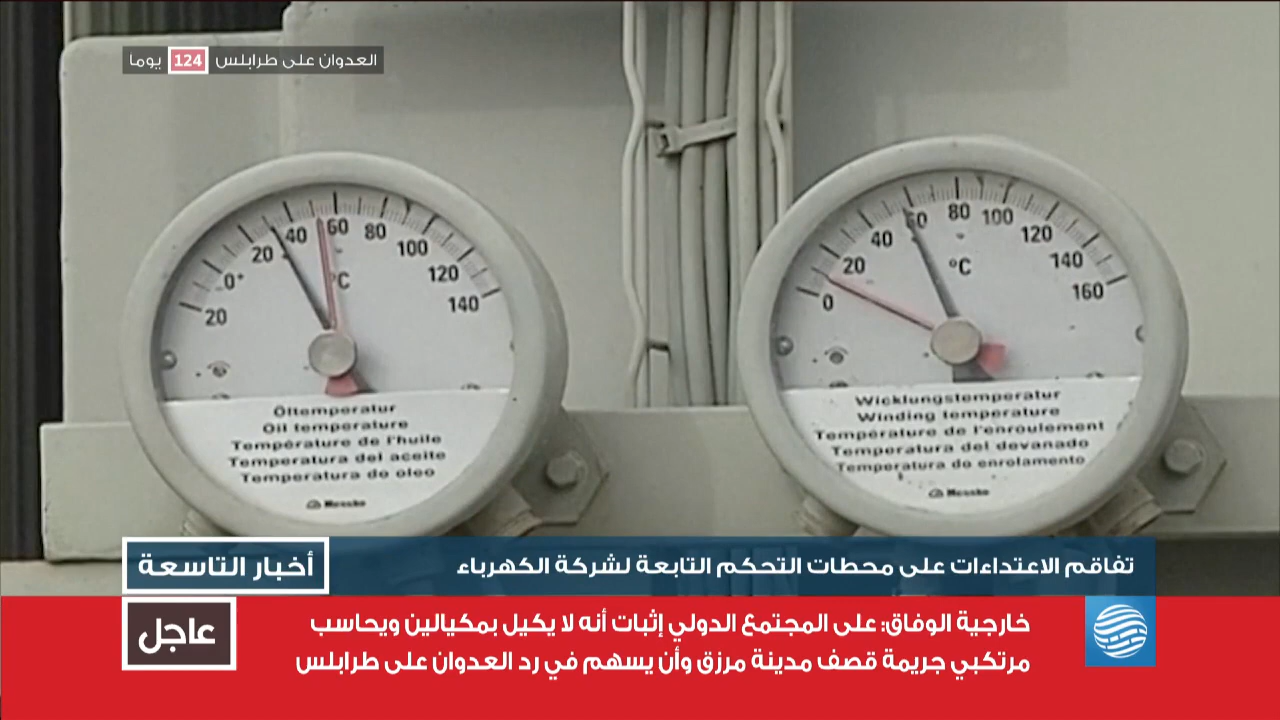 العدوان على طرابلس 124 يوما
20 0 20 40 60 80 100 120 140
°C
Öltemperatur
Oil temperature
Température de l'huile
Temperatura del aceite
Temperatura do oleo
Messko
0 20 40 60 80 100 120 140 160
°C
Wicklungstemperatur
Winding temperature
Température de l'enroulement
Temperatura del devanado
Temperatura do enrolamento
Messko
أخبار التاسعة
تفاقم الاعتداءات على محطات التحكم التابعة لشركة الكهرباء
عاجل
خارجية الوفاق: على المجتمع الدولي إثبات أنه لا يكيل بمكيالين ويحاسب
مرتكبي جريمة قصف مدينة مرزق وأن يسهم في رد العدوان على طرابلس